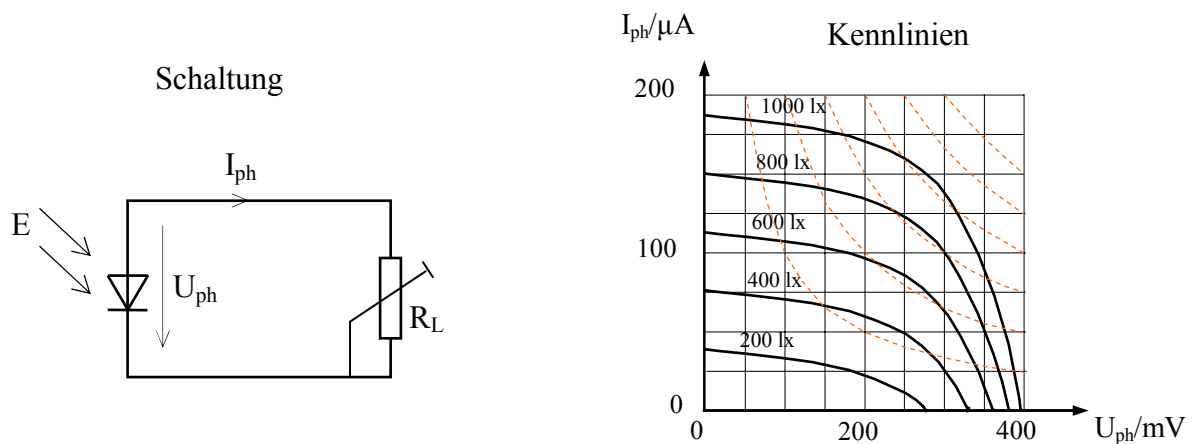 Schaltung
I_ph
E
U_ph
R_L
I_ph/µA
Kennlinien
200
1000 lx
800 lx
600 lx
100
400 lx
200 lx
0
0
200
400
U_ph/mV